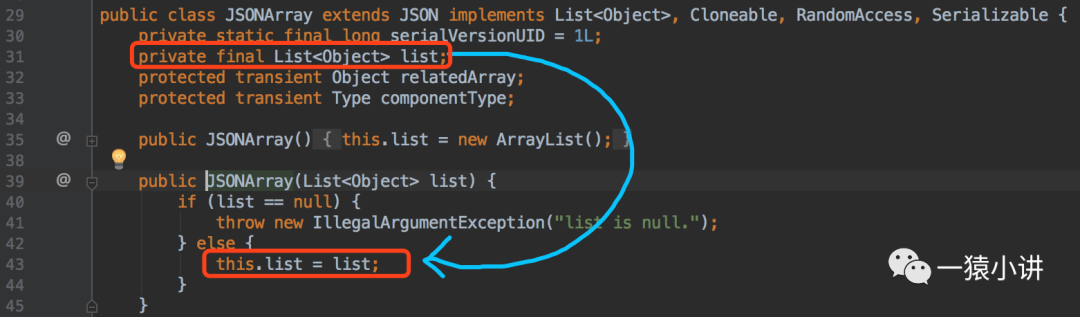 29 public class JSONArray extends JSON implements List<Object>, Cloneable, RandomAccess, Serializable {
30 private static final long serialVersionUID = 1L;
31 private final List<Object> list;
32 protected transient Object relatedArray;
33 protected transient Type componentType;
34
35 @ public JSONArray() { this.list = new ArrayList(); }
38
39 @ public JSONArray(List<Object> list) {
40 if (list == null) {
41 throw new IllegalArgumentException("list is null.");
42 } else {
43 this.list = list;
44 }
45 }
一猿小讲